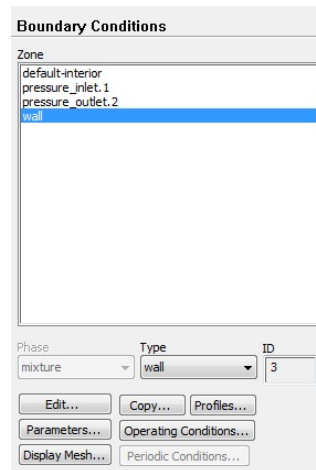 Boundary Conditions
Zone
default-interior
pressure_inlet.1
pressure_outlet.2
wall
Phase Type ID
mixture wall 3
Edit... Copy... Profiles...
Parameters... Operating Conditions...
Display Mesh... Periodic Conditions...